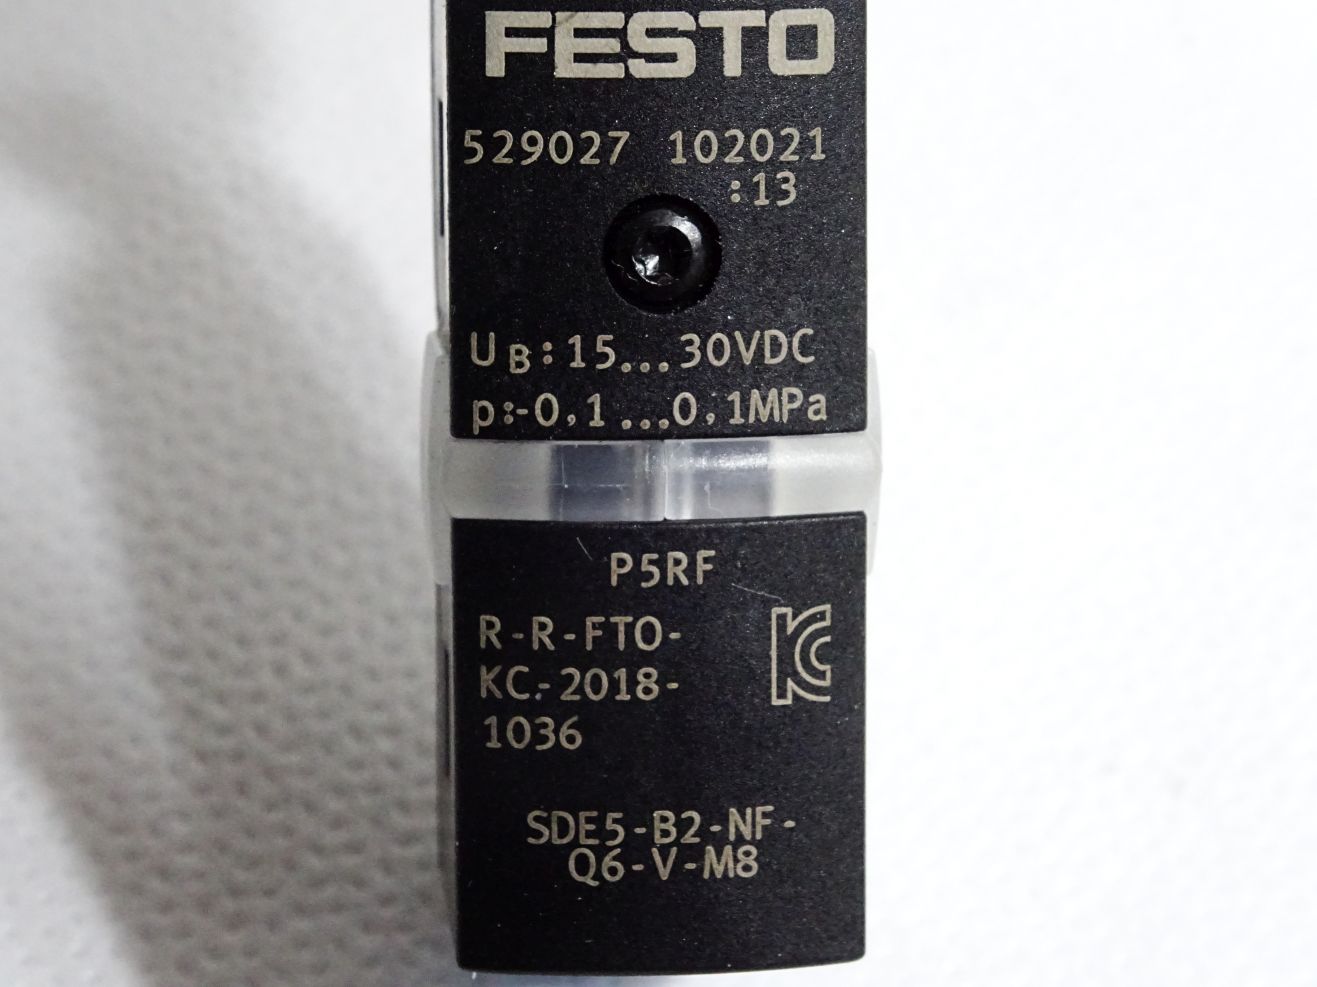 FESTO
529027 102021
:13
UB:15...30VDC
p:-0,1...0,1MPa
P5RF
R-R-FTO-
KC-2018-
1036
KC
SDE5-B2-NF-
Q6-V-M8